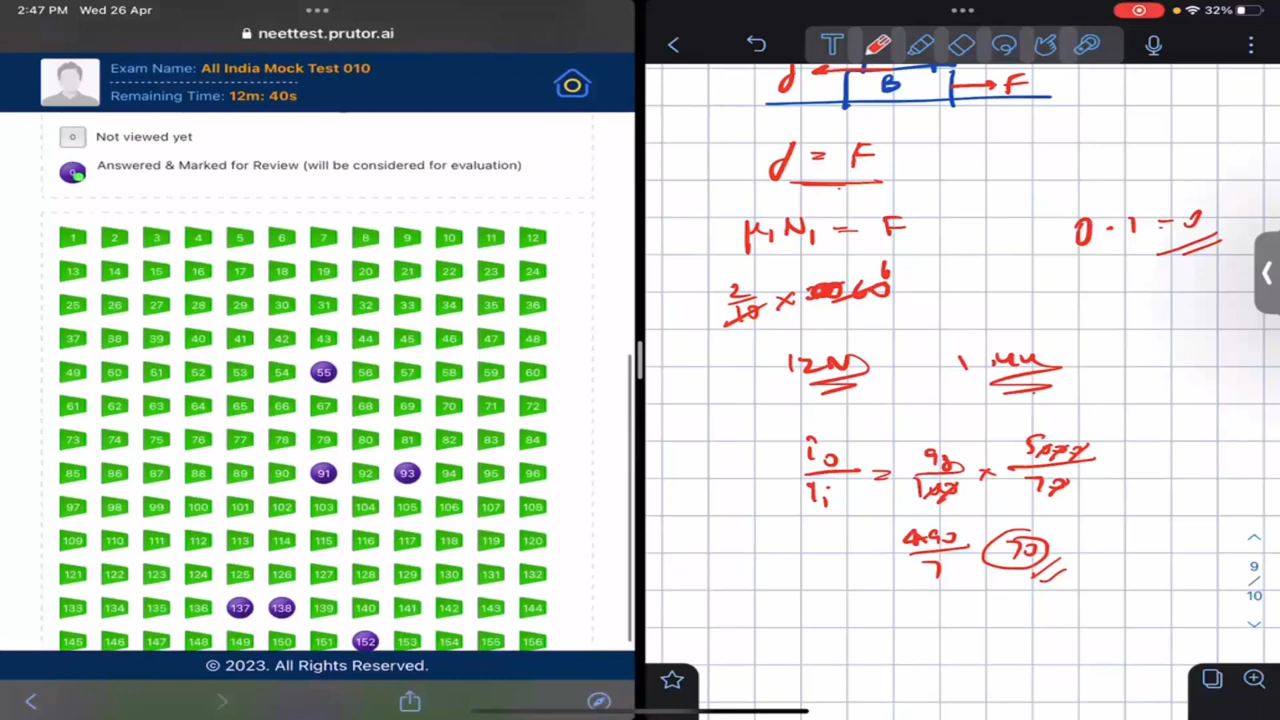 2:47 PM Wed 26 Apr
neettest.prutor.ai
Exam Name: All India Mock Test 010
Remaining Time: 12m: 40s
0 Not viewed yet
Answered & Marked for Review (will be considered for evaluation)
1 2 3 4 5 6 7 8 9 10 11 12
13 14 15 16 17 18 19 20 21 22 23 24
25 26 27 28 29 30 31 32 33 34 35 36
37 38 39 40 41 42 43 44 45 46 47 48
49 50 51 52 53 54 55 56 57 58 59 60
61 62 63 64 65 66 67 68 69 70 71 72
73 74 75 76 77 78 79 80 81 82 83 84
85 86 87 88 89 90 91 92 93 94 95 96
97 98 99 100 101 102 103 104 105 106 107 108
109 110 111 112 113 114 115 116 117 118 119 120
121 122 123 124 125 126 127 128 129 130 131 132
133 134 135 136 137 138 139 140 141 142 143 144
145 146 147 148 149 150 151 152 153 154 155 156
© 2023. All Rights Reserved.
32%
T
B F
= F
μ₁N₁ = F
12N
=
70
9
/
10